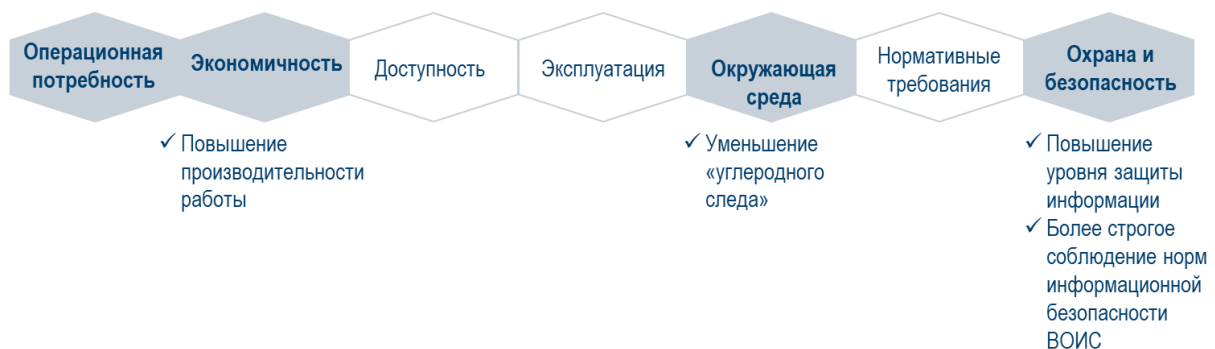 Операционная
потребность
Экономичность
Доступность
Эксплуатация
Окружающая
среда
Нормативные
требования
Охрана и
безопасность
✓ Повышение
производительности
работы
✓ Уменьшение
«углеродного
следа»
✓ Повышение
уровня защиты
информации
✓ Более строгое
соблюдение норм
информационной
безопасности
ВОИС